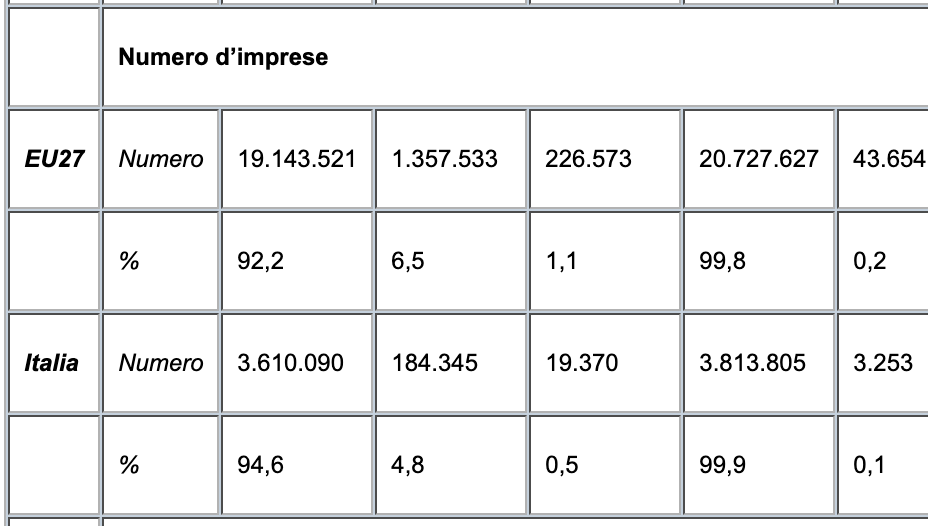 Numero d’imprese
EU27 Numero 19.143.521 1.357.533 226.573 20.727.627 43.654
% 92,2 6,5 1,1 99,8 0,2
Italia Numero 3.610.090 184.345 19.370 3.813.805 3.253
% 94,6 4,8 0,5 99,9 0,1